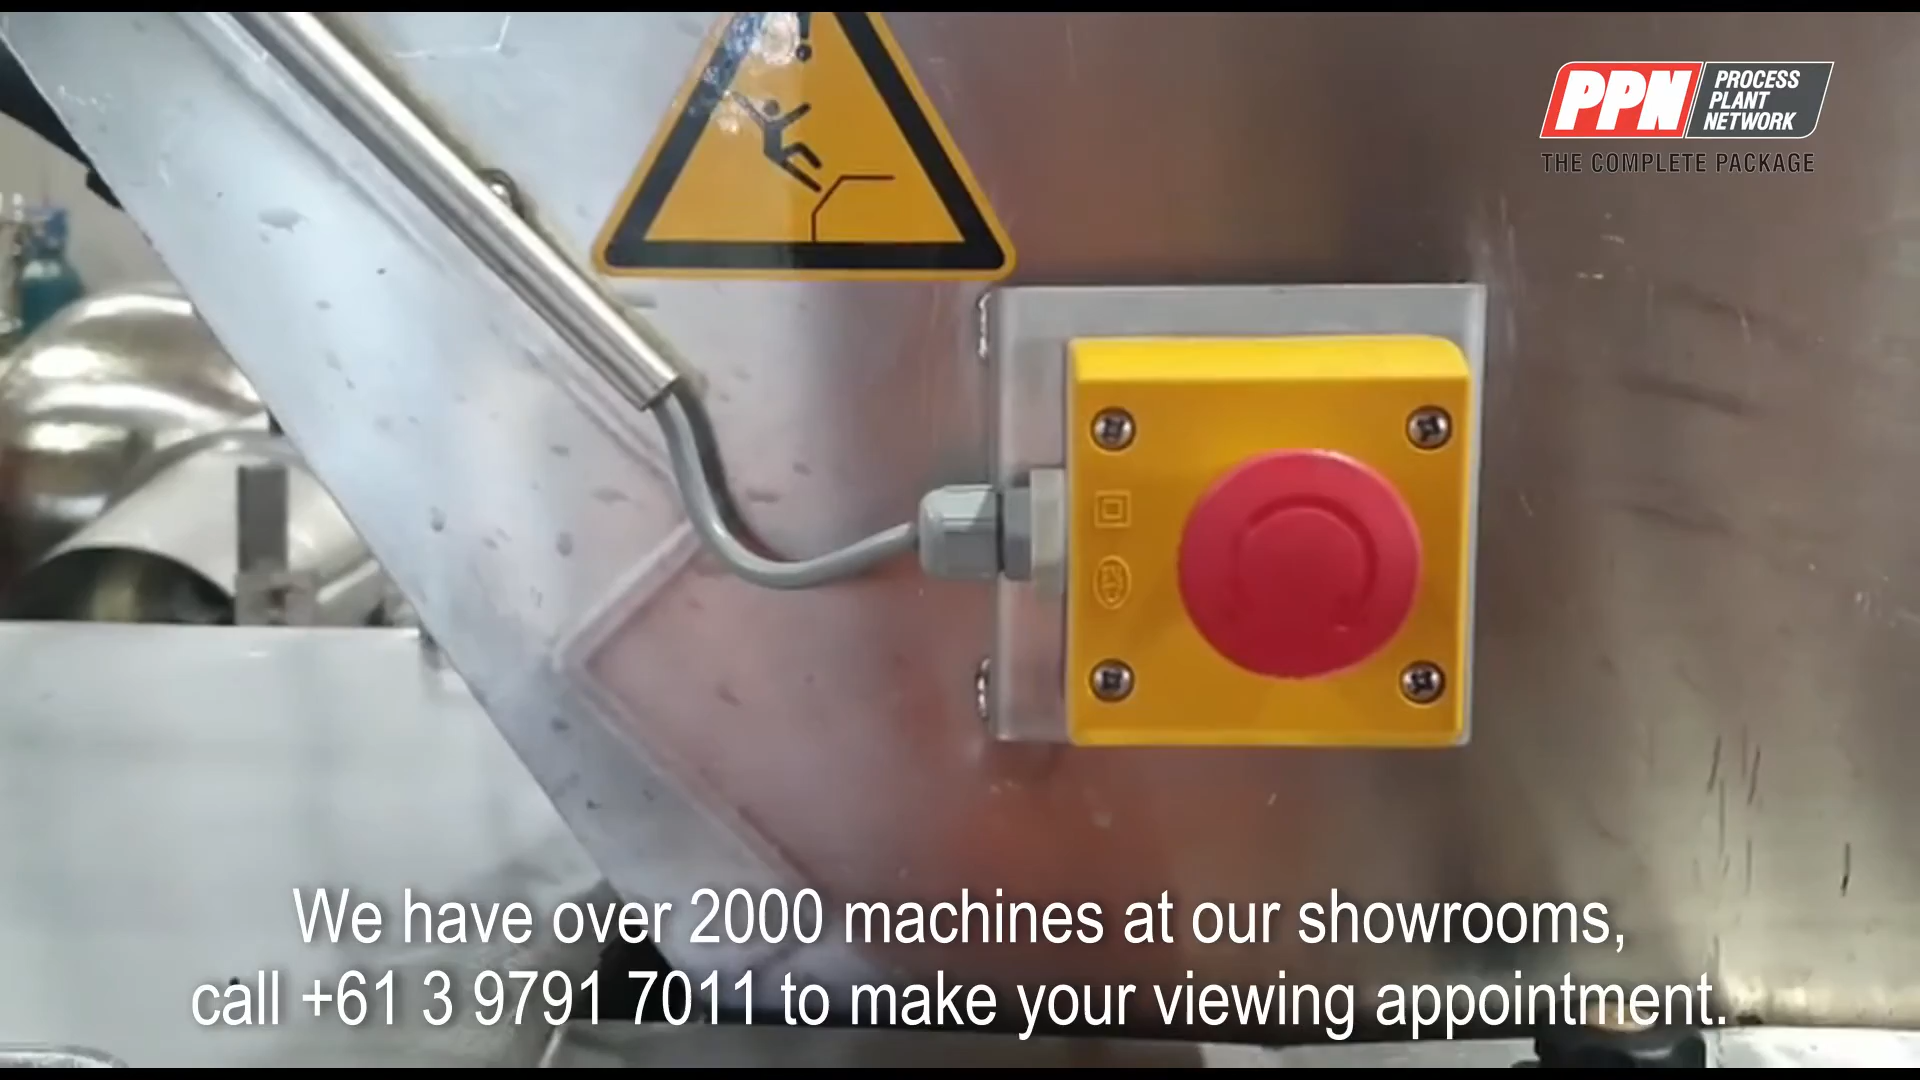 PPN
PROCESS
PLANT
NETWORK
THE COMPLETE PACKAGE
We have over 2000 machines at our showrooms,
call +61 3 9791 7011 to make your viewing appointment.